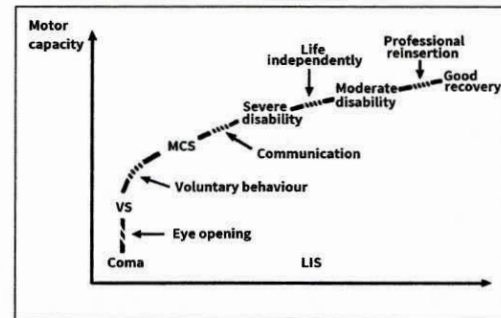 Motor
capacity
Professional
reinsertion
Life
independently
Good
recovery
Moderate
disability
Severe
disability
MCS
Communication
Voluntary behaviour
VS
Eye opening
Coma
LIS